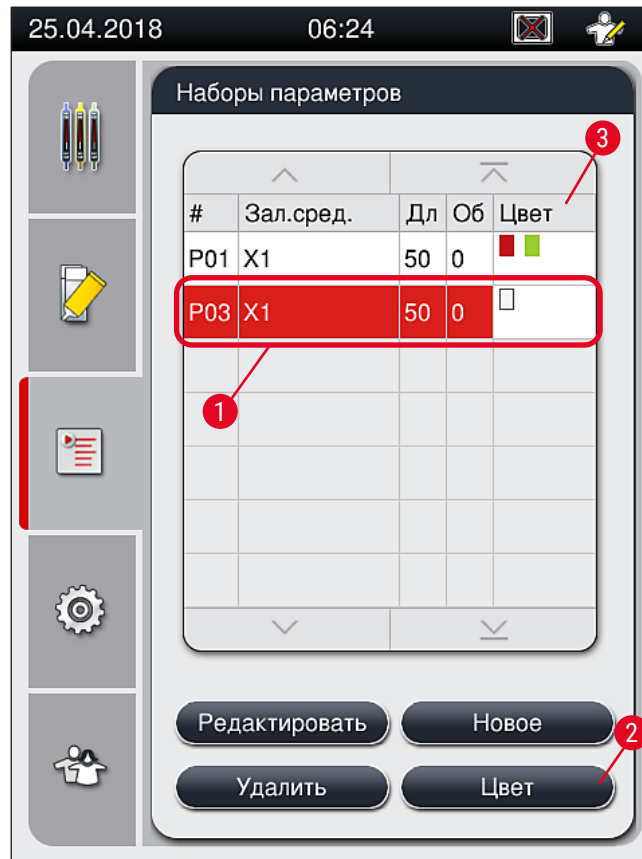 25.04.2018 06:24
Наборы параметров
3
# Зал.сред. Дл Об Цвет
P01 X1 50 0
P03 X1 50 0
1
Редактировать Новое
2
Удалить Цвет